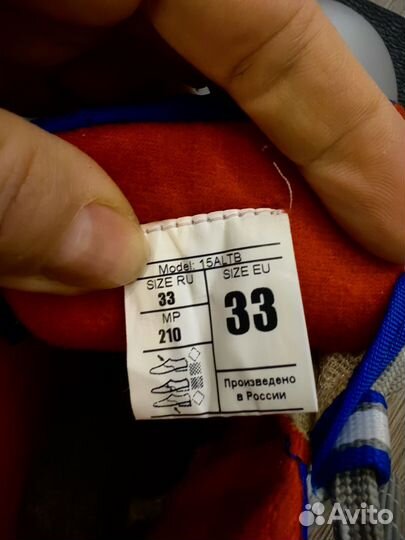 Model: 15ALTB
SIZE RU
33
MP
210
SIZE EU
33
Произведено
в России
Avito